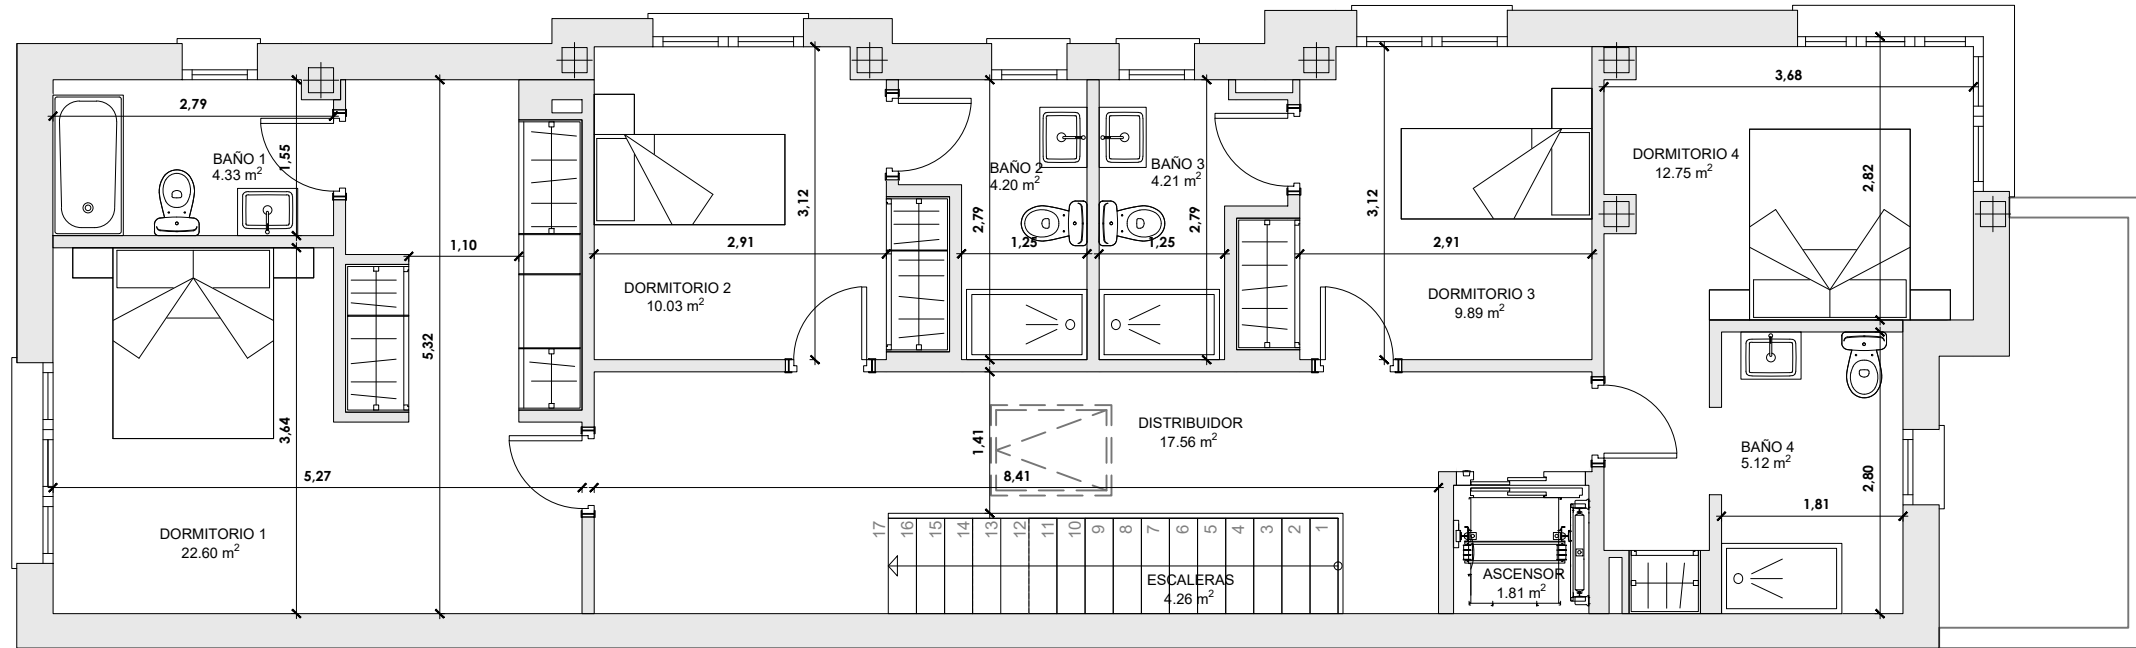 2,79
BAÑO 1
4.33 m²
1,55
1,10
5,32
3,64
5,27
DORMITORIO 1
22.60 m²
3,12
2,91
DORMITORIO 2
10.03 m²
BAÑO 2
4.20 m²
2,79
1,25
BAÑO 3
4.21 m²
2,79
1,25
3,12
2,91
DORMITORIO 3
9.89 m²
3,68
DORMITORIO 4
12.75 m²
2,82
DISTRIBUIDOR
17.56 m²
1,41
8,41
BAÑO 4
5.12 m²
2,80
1,81
17 16 15 14 13 12 11 10 9 8 7 6 5 4 3 2 1
ESCALERAS
4.26 m²
ASCENSOR
1.81 m²